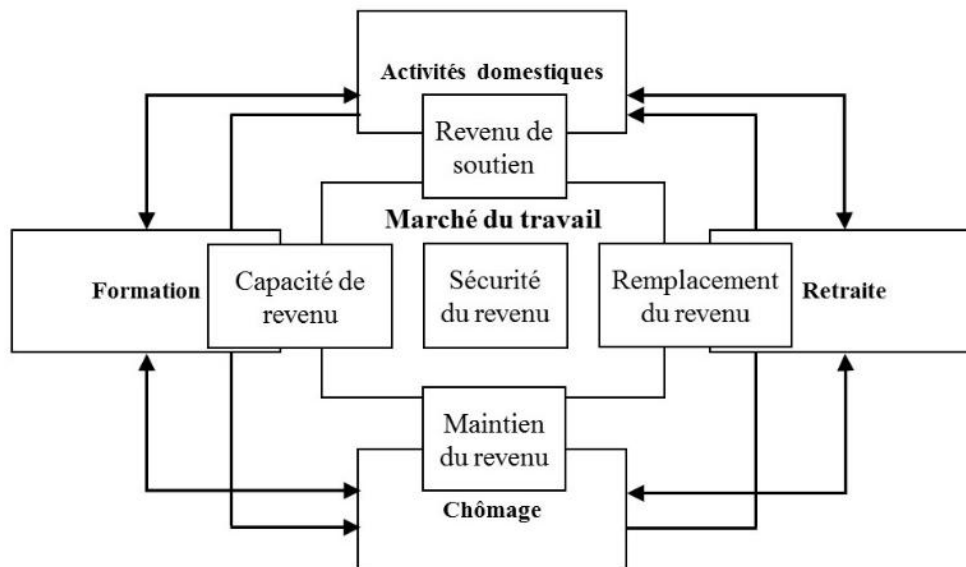 Activités domestiques
Revenu de
soutien
Marché du travail
Formation
Capacité de
revenu
Sécurité
du revenu
Remplacement
du revenu
Retraite
Maintien
du revenu
Chômage